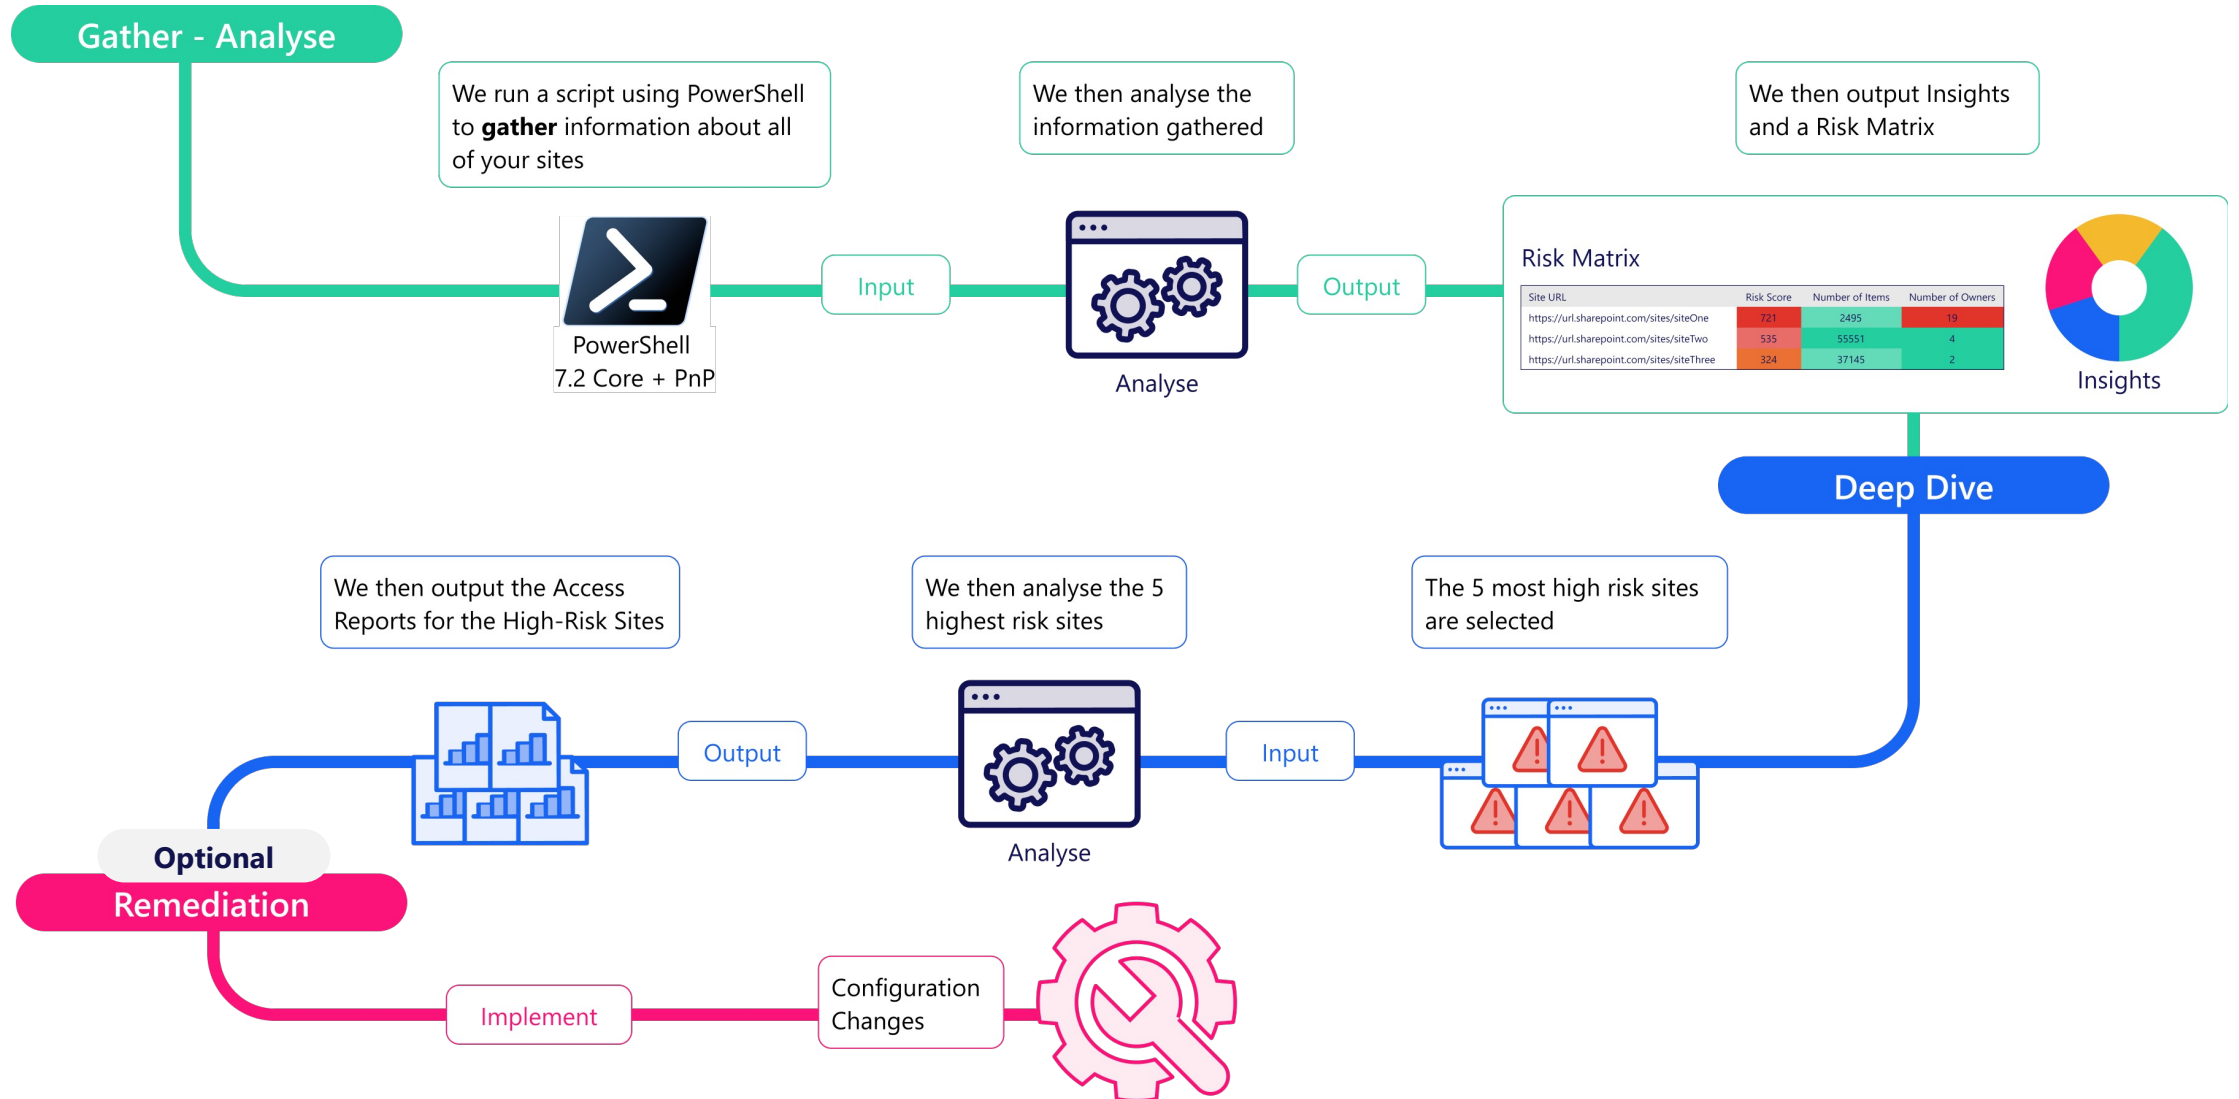 Gather - Analyse
We run a script using PowerShell
to gather information about all
of your sites
We then analyse the
information gathered
We then output Insights
and a Risk Matrix
PowerShell
7.2 Core + PnP
Input
Analyse
Output
Risk Matrix
Site URL Risk Score Number of Items Number of Owners
https://url.sharepoint.com/sites/siteOne 721 2495 19
https://url.sharepoint.com/sites/siteTwo 535 55551 4
https://url.sharepoint.com/sites/siteThree 324 37145 2
Insights
Deep Dive
The 5 most high risk sites
are selected
Input
We then analyse the 5
highest risk sites
Analyse
Output
We then output the Access
Reports for the High-Risk Sites
Optional
Remediation
Implement
Configuration
Changes